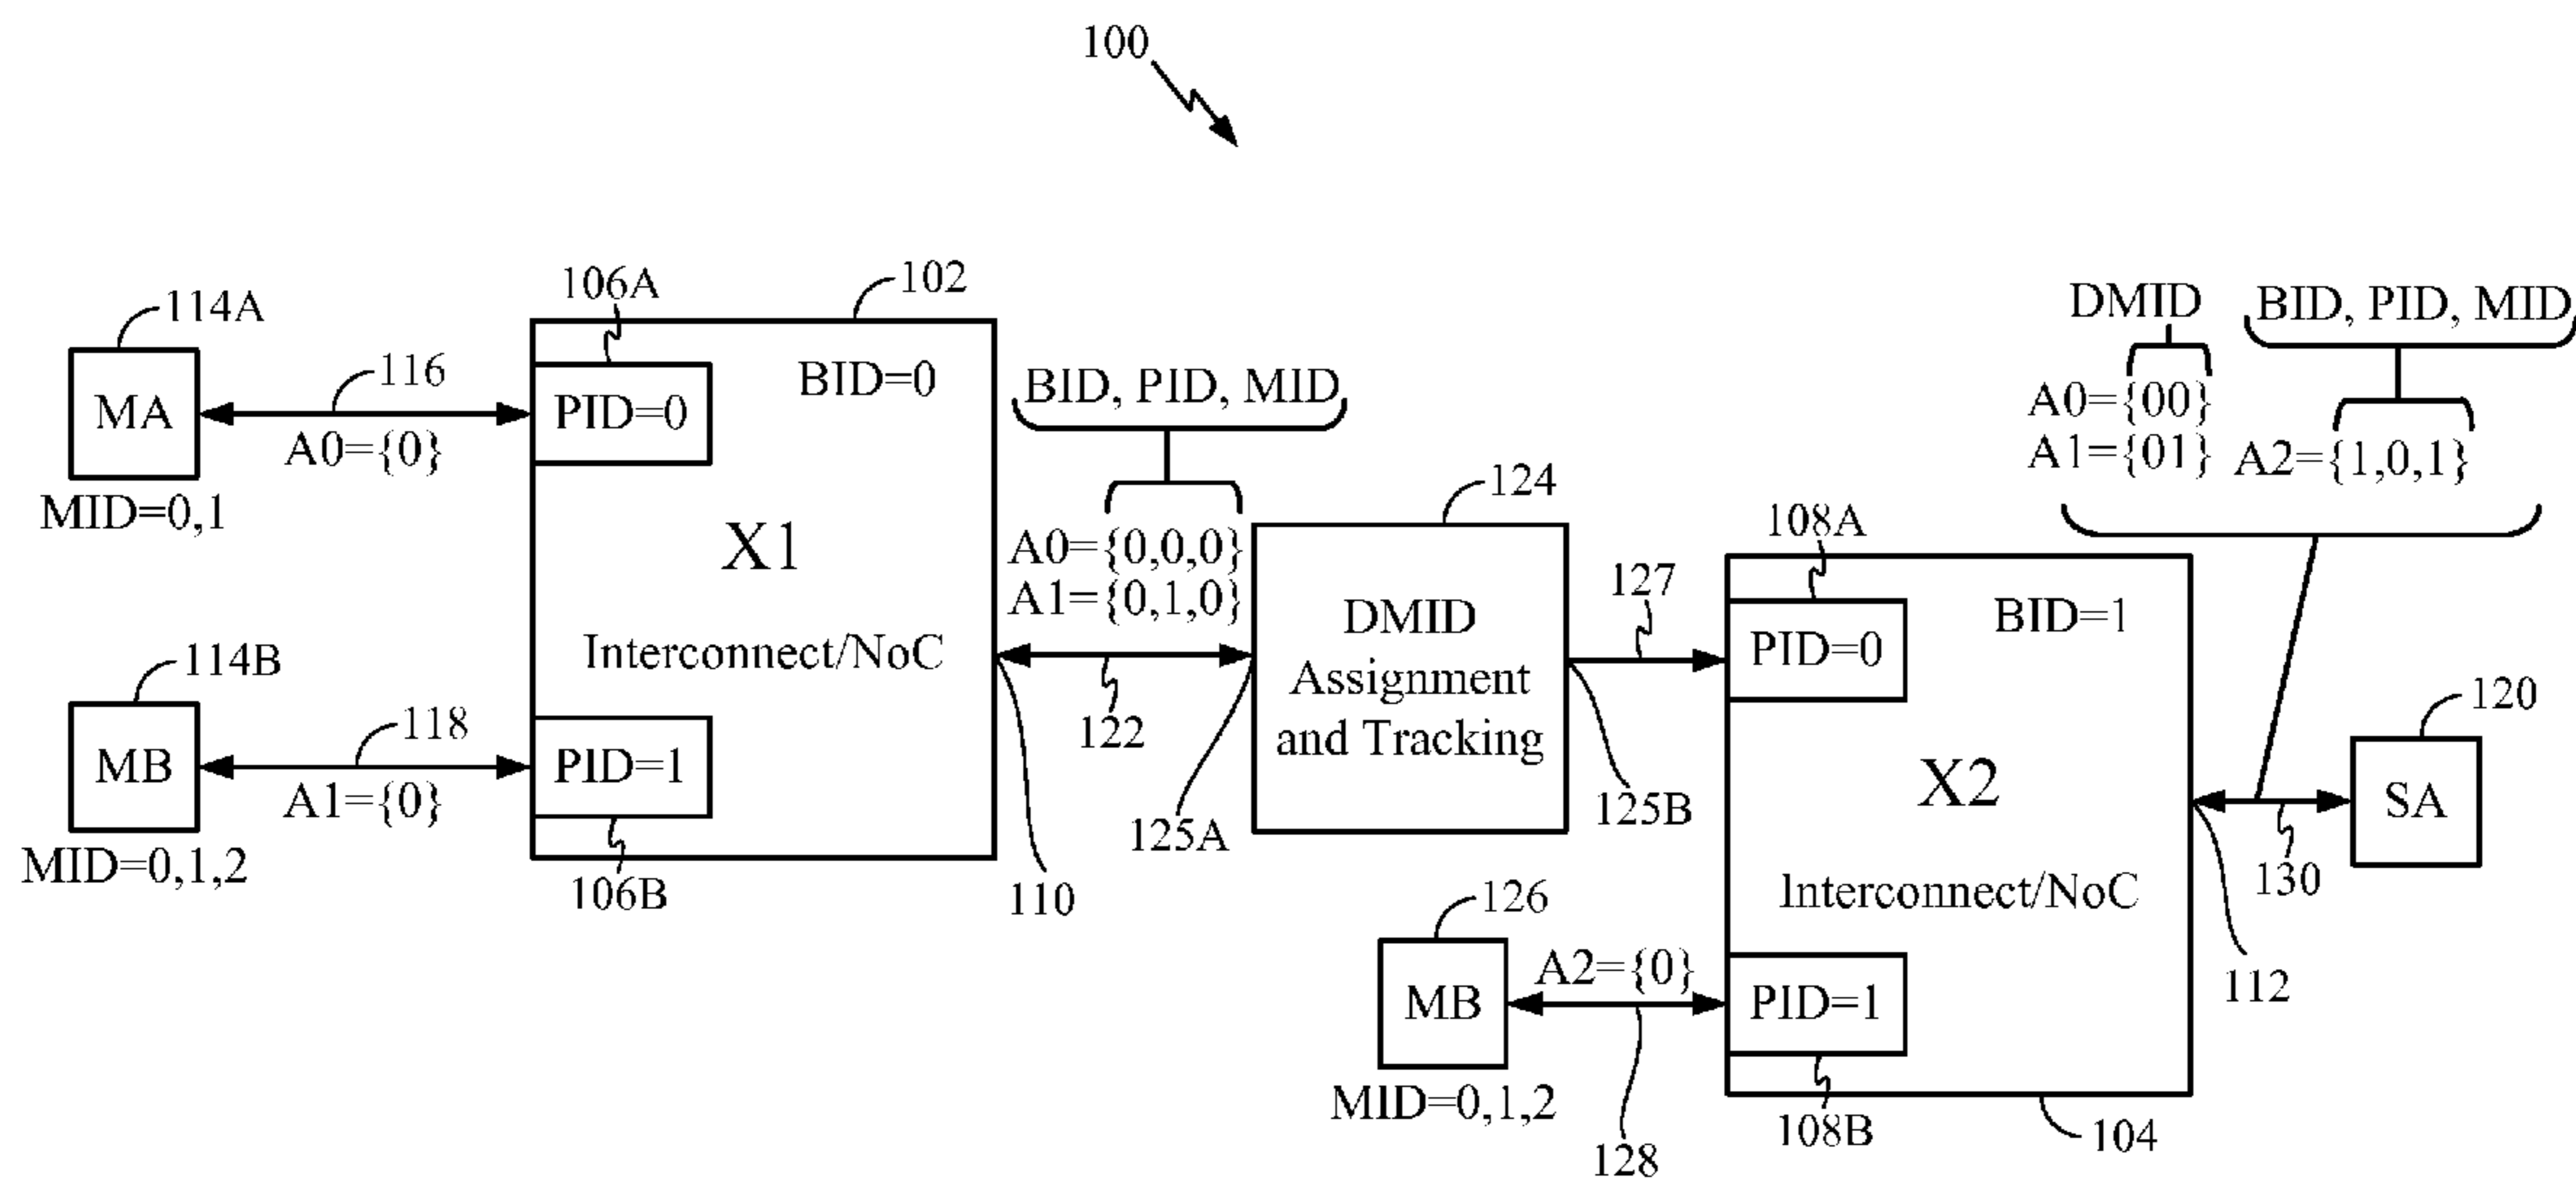 100
114A
MA
MID=0,1
116
A0={0}
114B
MB
MID=0,1,2
118
A1={0}
102
106A
PID=0
BID=0
X1
Interconnect/NoC
PID=1
106B
BID, PID, MID
A0={0,0,0}
A1={0,1,0}
122
110
125A
124
DMID
Assignment
and Tracking
125B
127
126
MB
MID=0,1,2
A2={0}
128
108A
PID=0
BID=1
X2
Interconnect/NoC
PID=1
108B
104
112
DMID
A0={00}
A1={01}
BID, PID, MID
A2={1,0,1}
130
120
SA